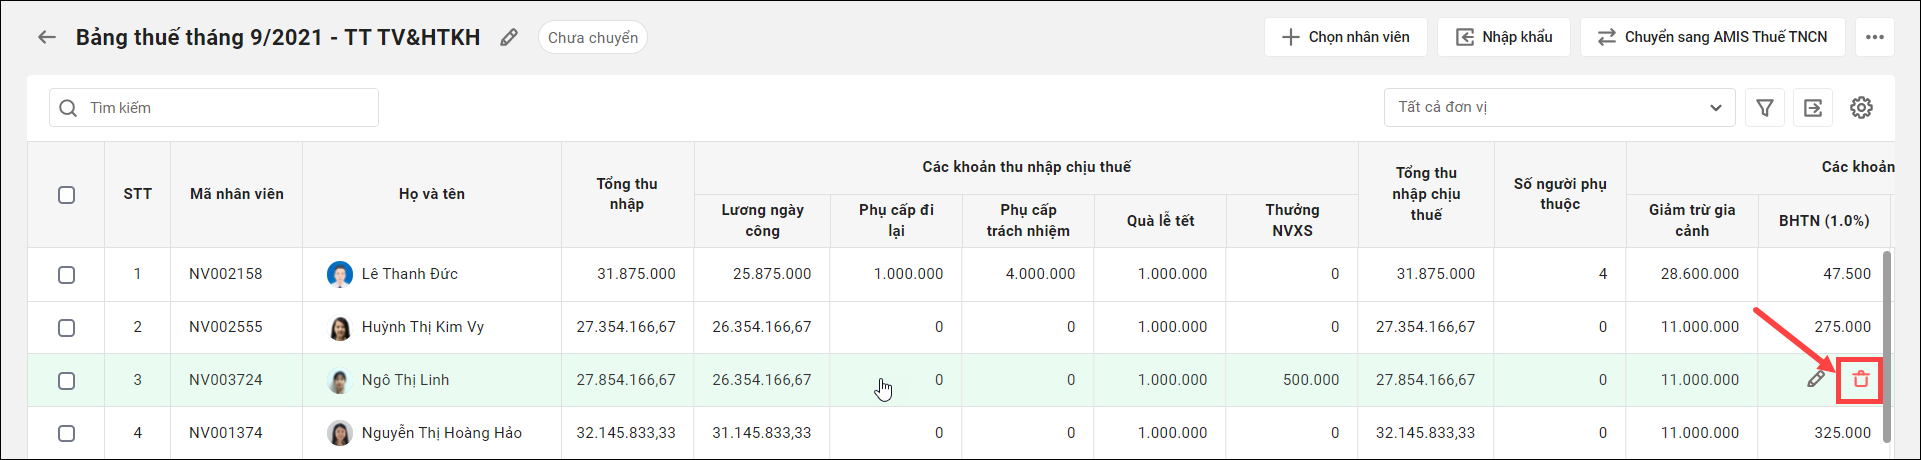 Bảng thuế tháng 9/2021 - TT TV&HTKH
Chưa chuyển
Chọn nhân viên
Nhập khẩu
Chuyển sang AMIS Thuế TNCN
Tìm kiếm
Tất cả đơn vị
STT
Mã nhân viên
Họ và tên
Tổng thu
nhập
Các khoản thu nhập chịu thuế
Lương ngày
công
Phụ cấp đi
lại
Phụ cấp
trách nhiệm
Quà lễ tết
Thưởng
NVXS
Tổng thu
nhập chịu
thuế
Số người phụ
thuộc
Các khoản
Giảm trừ gia
cảnh
BHTN (1.0%)
1 NV002158 Lê Thanh Đức 31.875.000 25.875.000 1.000.000 4.000.000 1.000.000 0 31.875.000 4 28.600.000 47.500
2 NV002555 Huỳnh Thị Kim Vy 27.354.166,67 26.354.166,67 0 0 1.000.000 0 27.354.166,67 0 11.000.000 275.000
3 NV003724 Ngô Thị Linh 27.854.166,67 26.354.166,67 0 0 1.000.000 500.000 27.854.166,67 0 11.000.000
4 NV001374 Nguyễn Thị Hoàng Hảo 32.145.833,33 31.145.833,33 0 0 1.000.000 0 32.145.833,33 0 11.000.000 325.000